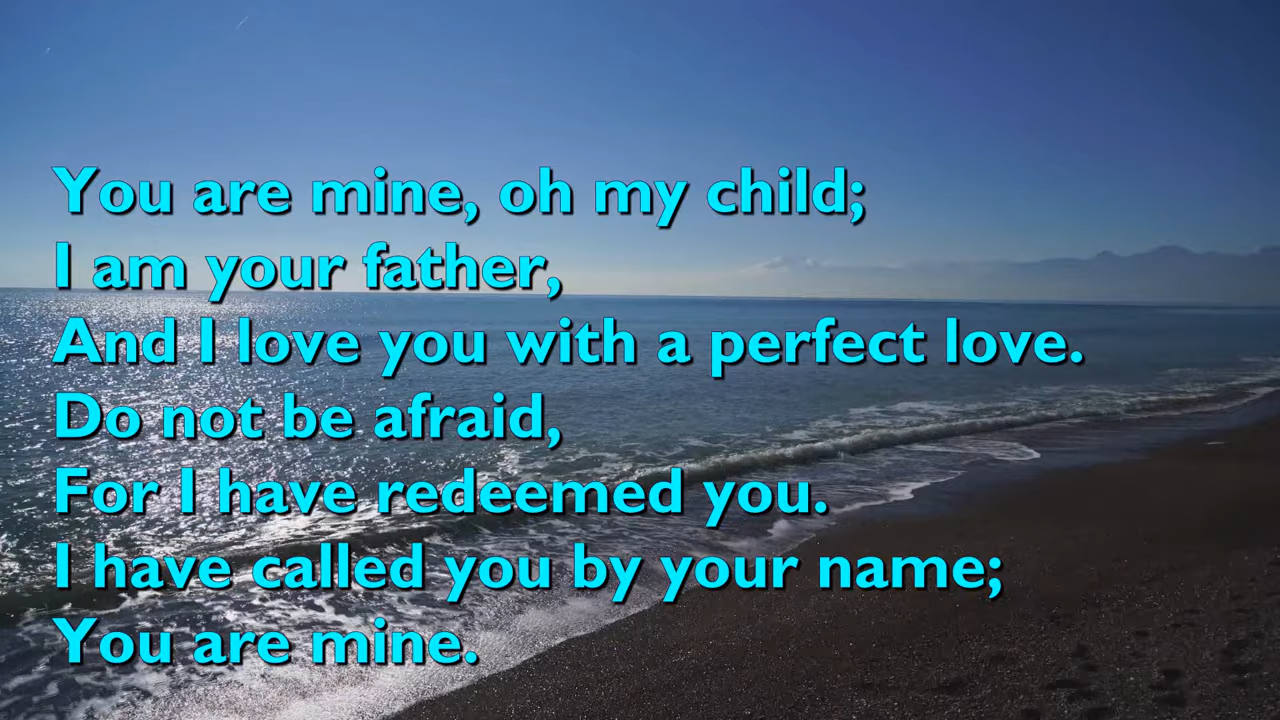 You are mine, oh my child;
I am your father,
And I love you with a perfect love.
Do not be afraid,
For I have redeemed you.
I have called you by your name;
You are mine.